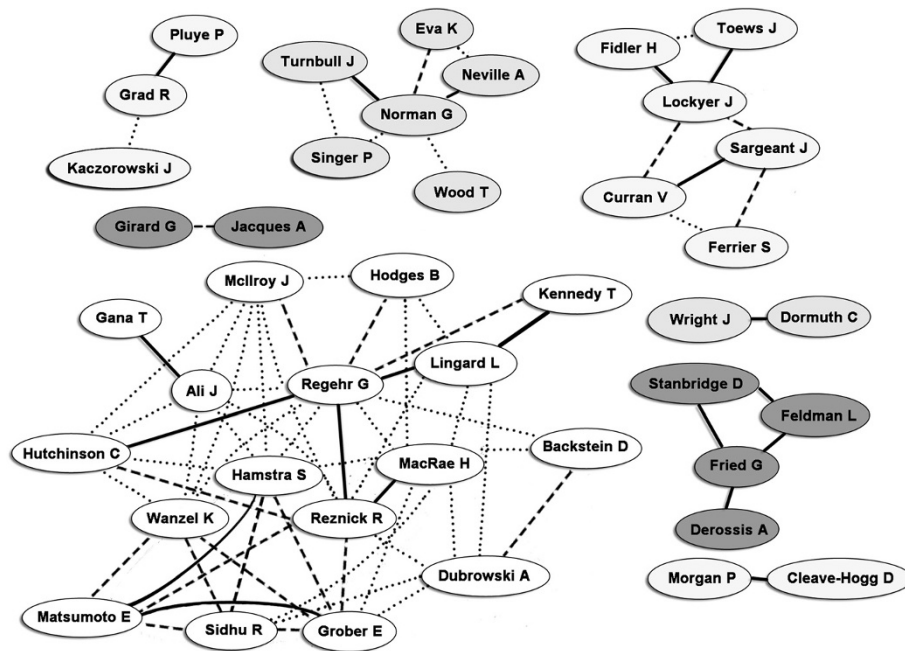 Pluye P
Grad R
Kaczorowski J
Eva K
Turnbull J
Neville A
Norman G
Singer P
Wood T
Toews J
Fidler H
Lockyer J
Sargeant J
Curran V
Ferrier S
Girard G
Jacques A
McIlroy J
Hodges B
Kennedy T
Gana T
Lingard L
Ali J
Regehr G
Hutchinson C
Backstein D
Hamstra S
MacRae H
Wanzel K
Reznick R
Dubrowski A
Matsumoto E
Sidhu R
Grober E
Wright J
Dormuth C
Stanbridge D
Feldman L
Fried G
Derossis A
Morgan P
Cleave-Hogg D